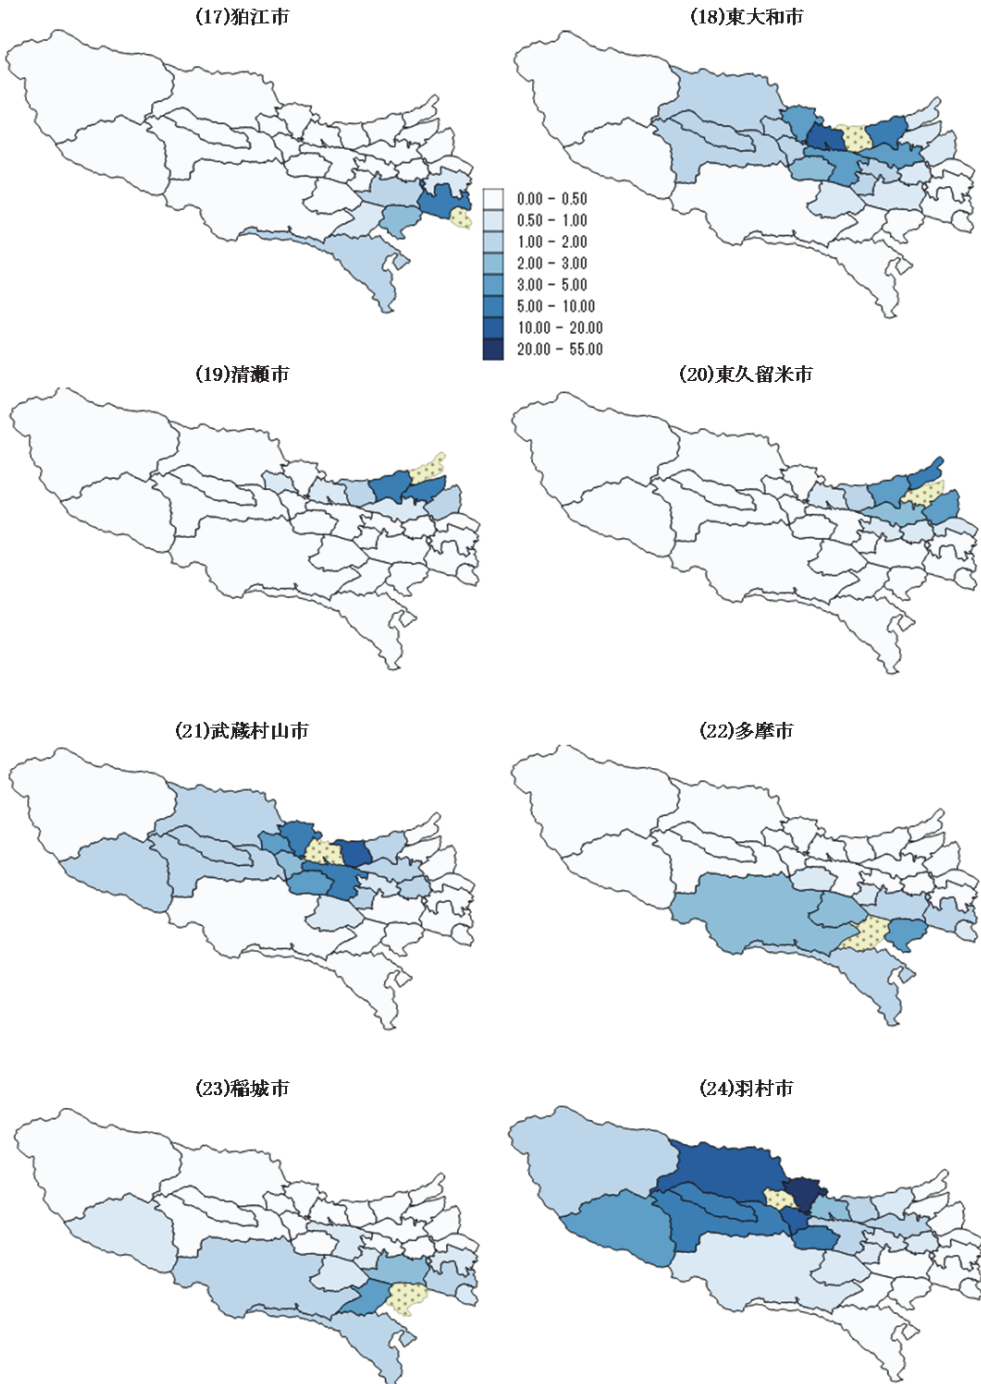 (17)狛江市
(18)東大和市
0.00 - 0.50
0.50 - 1.00
1.00 - 2.00
2.00 - 3.00
3.00 - 5.00
5.00 - 10.00
10.00 - 20.00
20.00 - 55.00
(19)清瀬市
(20)東久留米市
(21)武蔵村山市
(22)多摩市
(23)稲城市
(24)羽村市